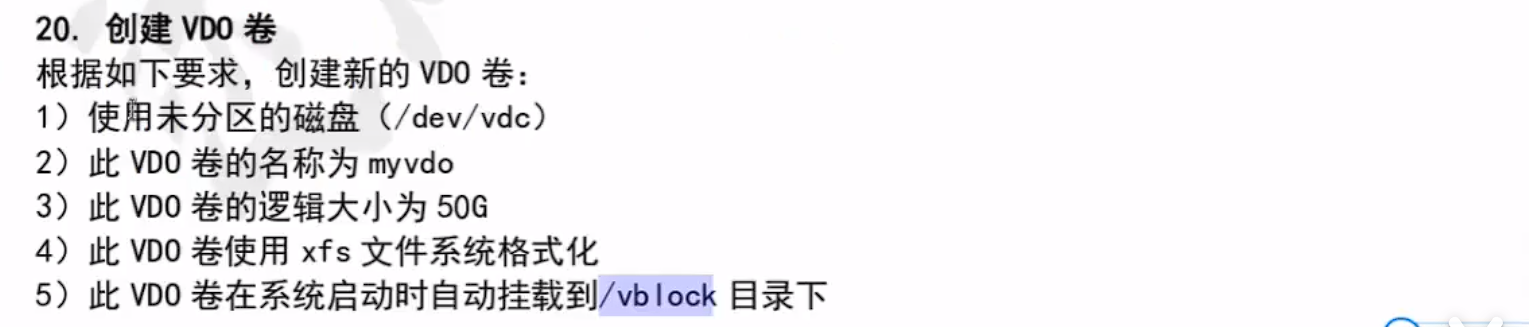 20. 创建 VDO 卷
根据如下要求，创建新的 VDO 卷：
1）使用未分区的磁盘（/dev/vdc）
2）此 VDO 卷的名称为 myvdo
3）此 VDO 卷的逻辑大小为 50G
4）此 VDO 卷使用 xfs 文件系统格式化
5）此 VDO 卷在系统启动时自动挂载到/vblock 目录下